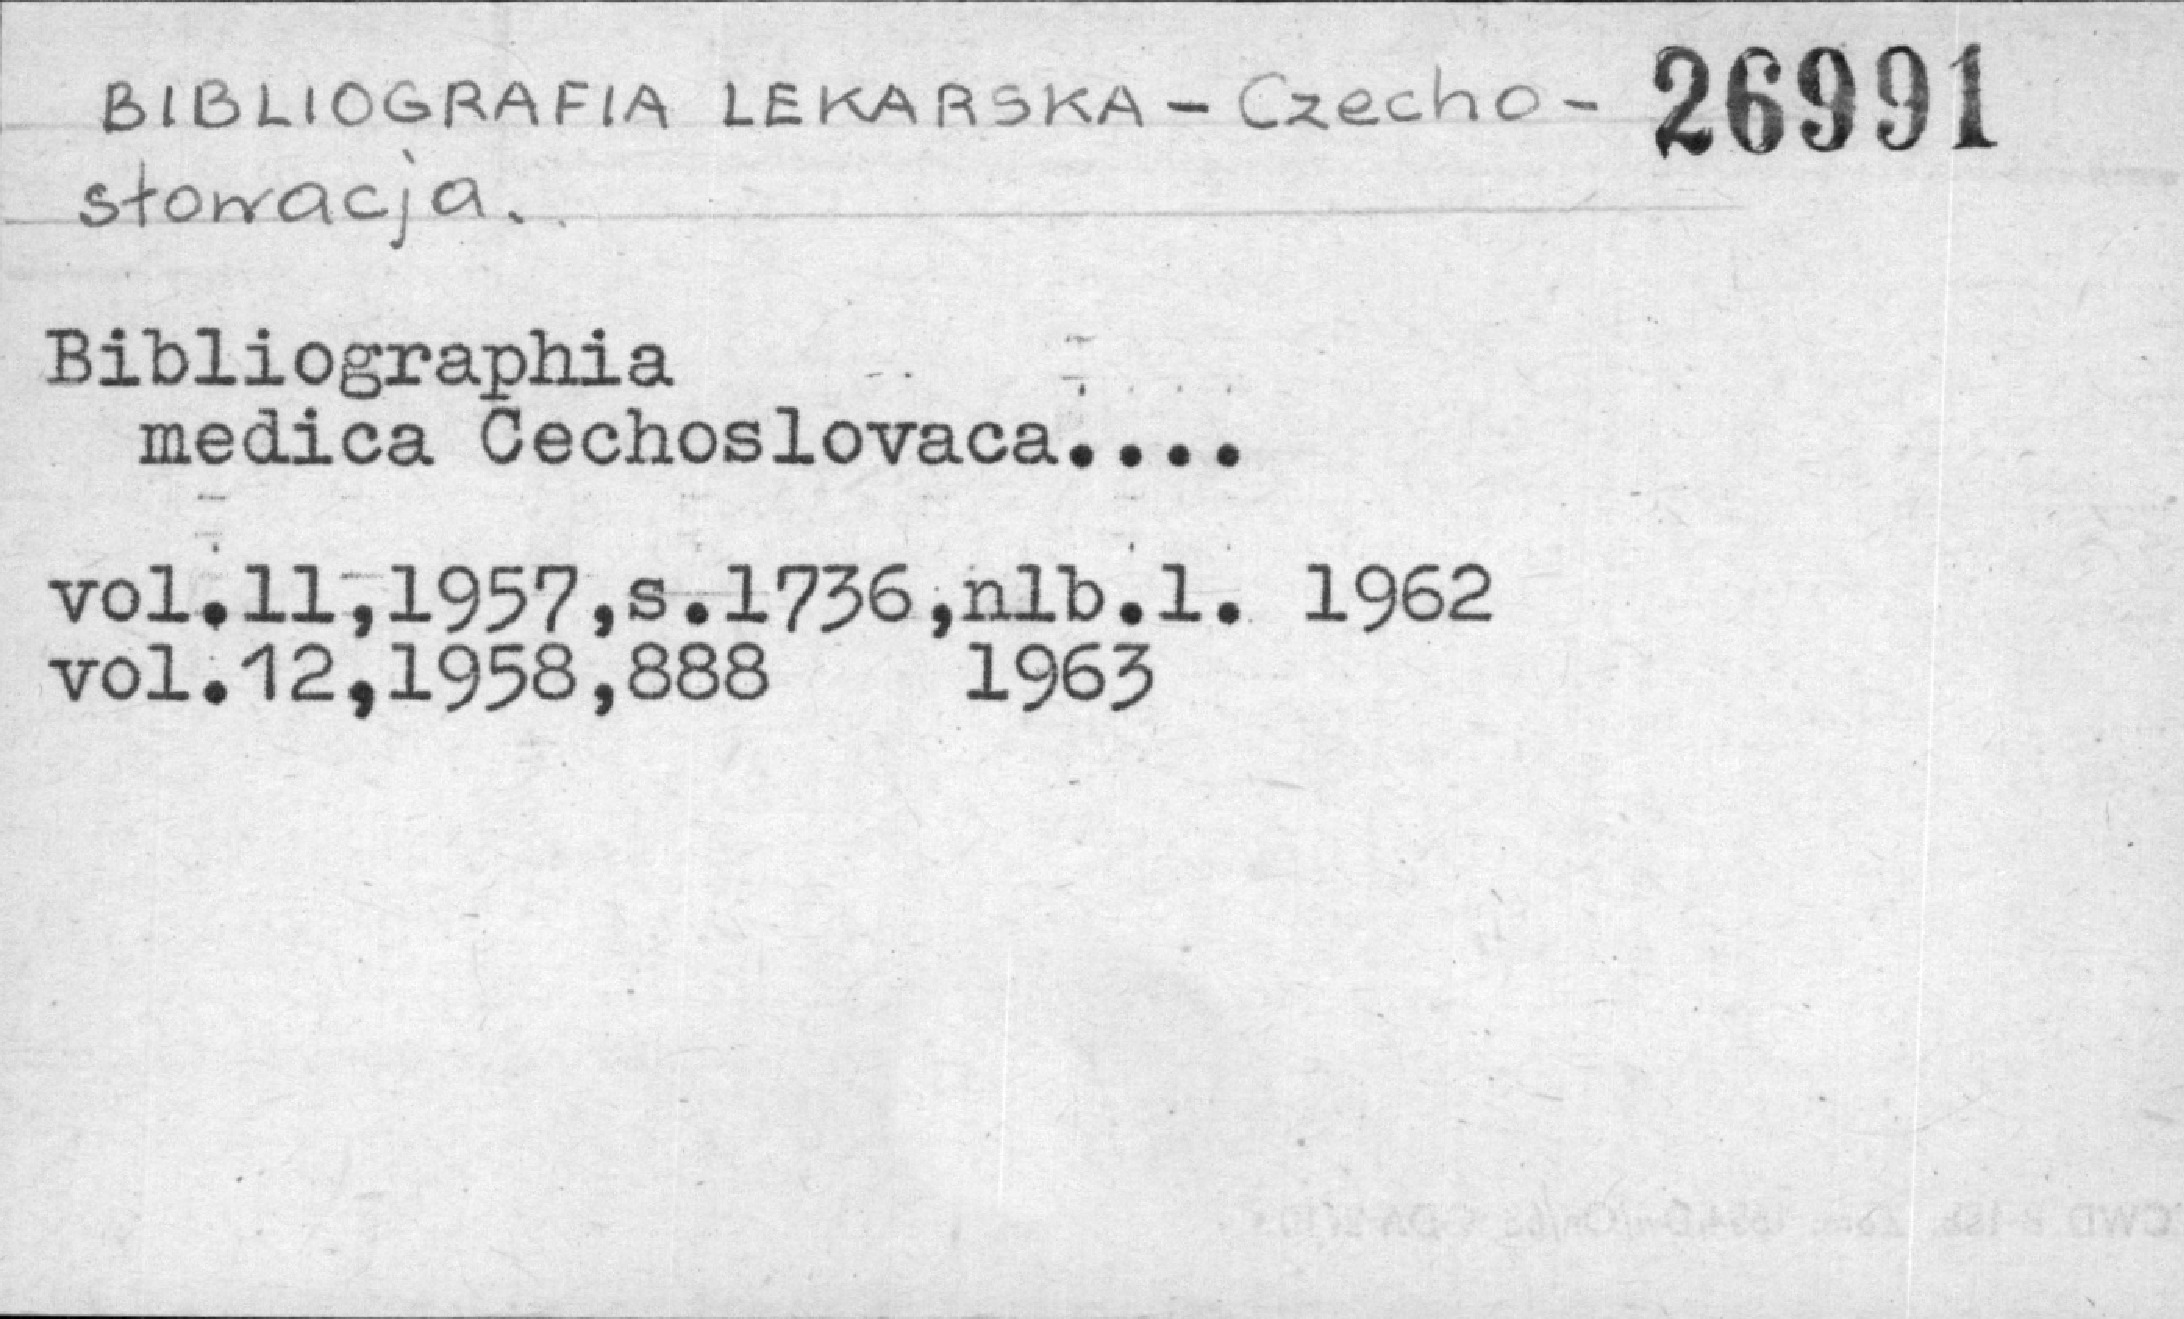 BIBLIOGRAFIA LEKARSKA - Czecho- 26991
słowacja.
Bibliographia
medica Čechoslovaca....
vol.11,1957,s.1736,nlb.1. 1962
vol.12,1958,888 1963